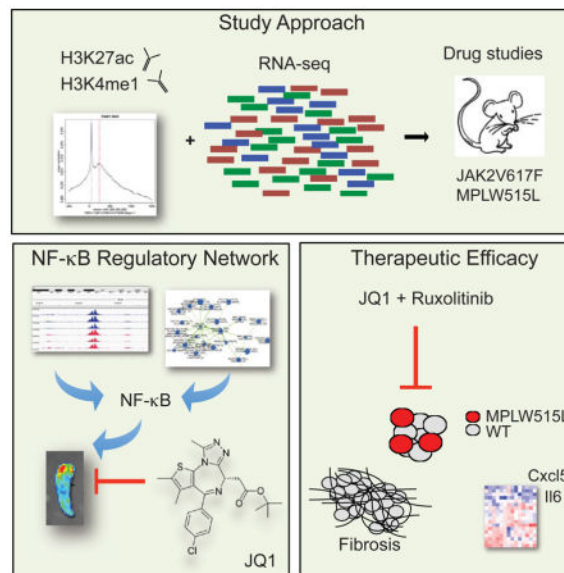 Study Approach
H3K27ac
H3K4me1
RNA-seq
Drug studies
+
JAK2V617F
MPLW515L
NF-κB Regulatory Network
NF-κB
N
N
N
S
N
O
O
Cl
JQ1
Therapeutic Efficacy
JQ1 + Ruxolitinib
MPLW515L
WT
Cxcl5
Il6
Fibrosis